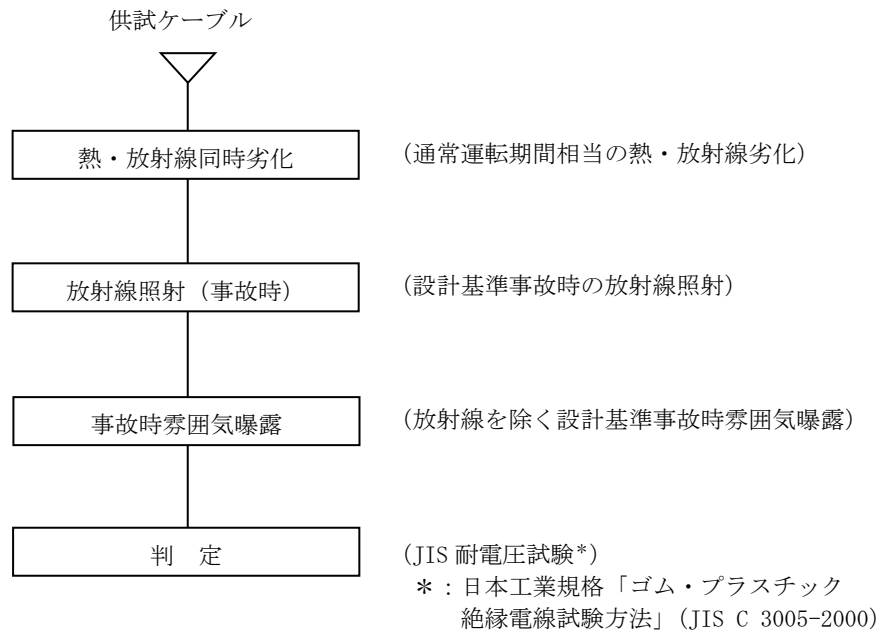 供試ケーブル
熱・放射線同時劣化
(通常運転期間相当の熱・放射線劣化)
放射線照射(事故時)
(設計基準事故時の放射線照射)
事故時雰囲気曝露
(放射線を除く設計基準事故時雰囲気曝露)
判 定
(JIS 耐電圧試験*)
*:日本工業規格「ゴム・プラスチック
絶縁電線試験方法」(JIS C 3005-2000)